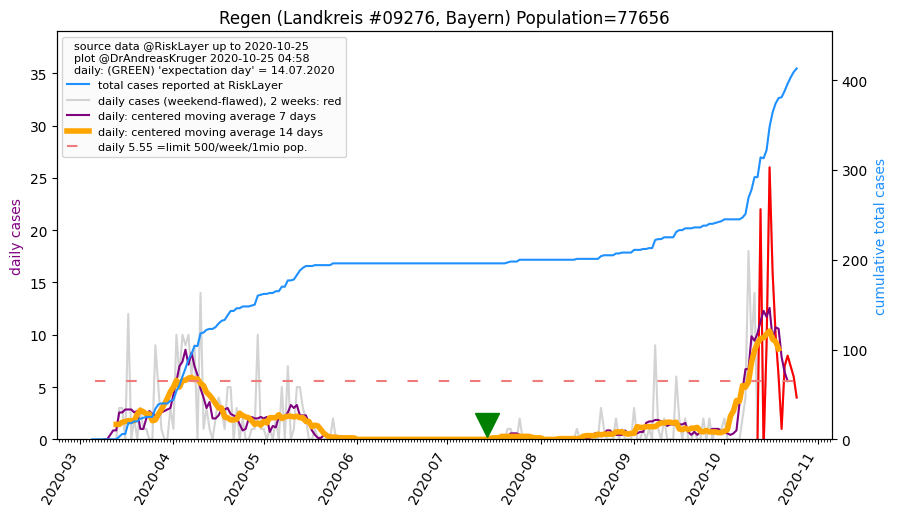 Regen (Landkreis #09276, Bayern) Population=77656
source data @RiskLayer up to 2020-10-25
plot @DrAndreasKruger 2020-10-25 04:58
daily: (GREEN) 'expectation day' = 14.07.2020
total cases reported at RiskLayer
daily cases (weekend-flawed), 2 weeks: red
daily: centered moving average 7 days
daily: centered moving average 14 days
daily 5.55 =limit 500/week/1mio pop.
daily cases
35
30
25
20
15
10
5
0
cumulative total cases
400
300
200
100
0
2020-03
2020-04
2020-05
2020-06
2020-07
2020-08
2020-09
2020-10
2020-11